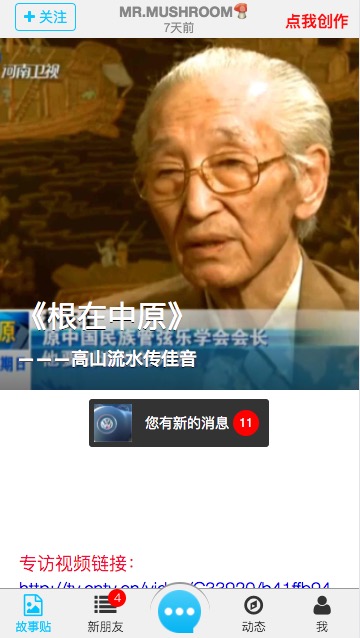 + 关注
MR.MUSHROOM
7天前
点我创作
河南卫视
《根在中原》
原中国民族管弦乐学会会长
———高山流水传佳音
您有新的消息 11
专访视频链接：
故事贴
新朋友
4
动态
我